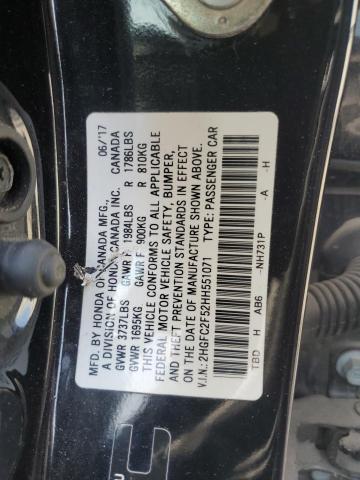 MFD. BY HONDA OF CANADA MFG., 06/'17
A DIVISION OF HONDA CANADA INC. CANADA
GVWR 3737LBS GAWR F 1984LBS R 1786LBS
GVWR 1695KG GAWR F 900KG R 810KG
THIS VEHICLE CONFORMS TO ALL APPLICABLE
FEDERAL MOTOR VEHICLE SAFETY, BUMPER,
AND THEFT PREVENTION STANDARDS IN EFFECT
ON THE DATE OF MANUFACTURE SHOWN ABOVE.
V.I.N.: 2HGFC2F52HH551071 TYPE: PASSENGER CAR
TBD H AB6 -NH731P -A -H